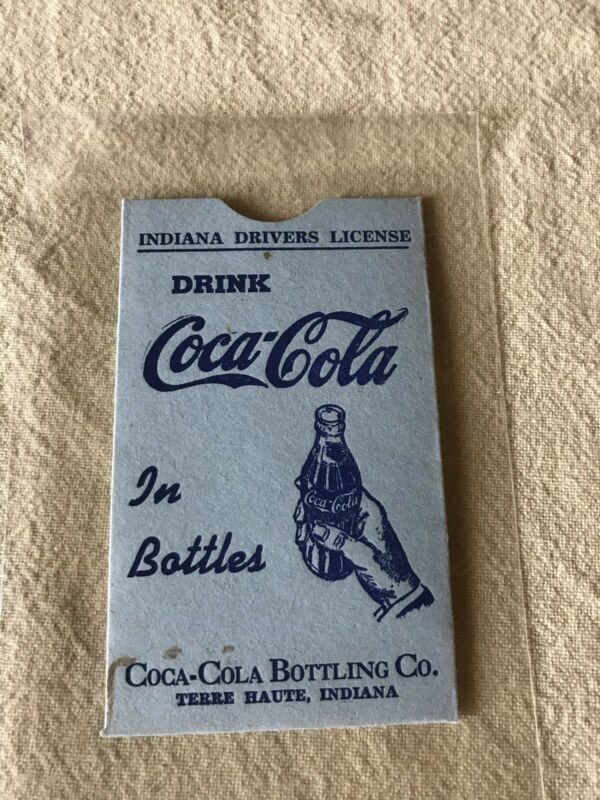 INDIANA DRIVERS LICENSE
DRINK
Coca-Cola
In
Bottles
Coca-Cola
COCA-COLA BOTTLING CO.
TERRE HAUTE, INDIANA